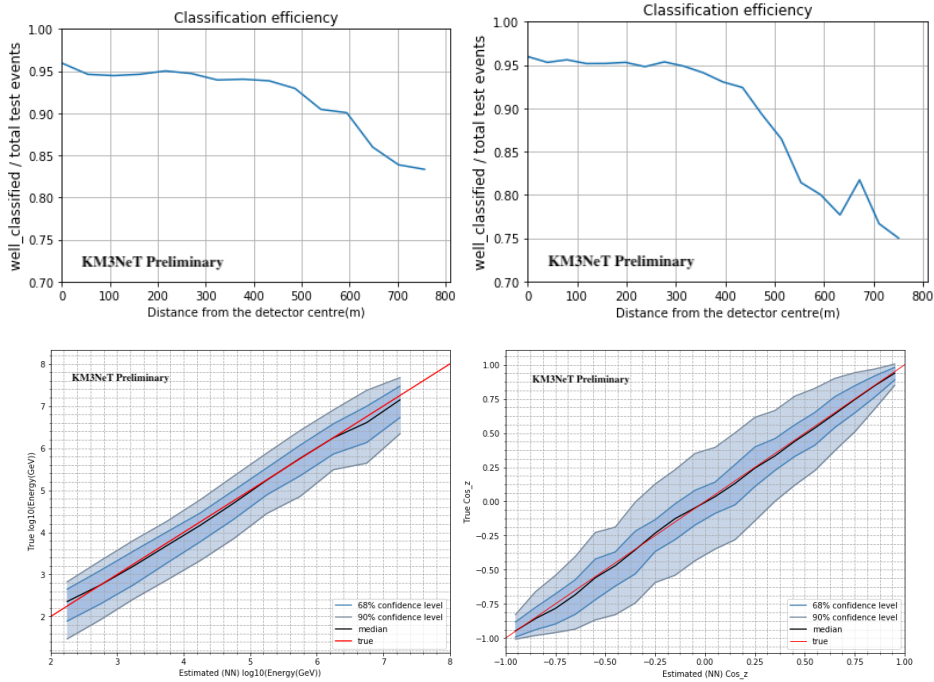 Classification efficiency
well_classified / total test events
1.00
0.95
0.90
0.85
0.80
0.75
0.70
KM3NeT Preliminary
0 100 200 300 400 500 600 700 800
Distance from the detector centre(m)
Classification efficiency
well_classified / total test events
1.00
0.95
0.90
0.85
0.80
0.75
0.70
KM3NeT Preliminary
0 100 200 300 400 500 600 700 800
Distance from the detector centre(m)
True log10(Energy(GeV))
8
7
6
5
4
3
2
KM3NeT Preliminary
68% confidence level
90% confidence level
median
true
2 3 4 5 6 7 8
Estimated (NN) log10(Energy(GeV))
True Cos_z
1.00
0.75
0.50
0.25
0.00
−0.25
−0.50
−0.75
−1.00
KM3NeT Preliminary
68% confidence level
90% confidence level
median
true
−1.00 −0.75 −0.50 −0.25 0.00 0.25 0.50 0.75 1.00
Estimated (NN) Cos_z